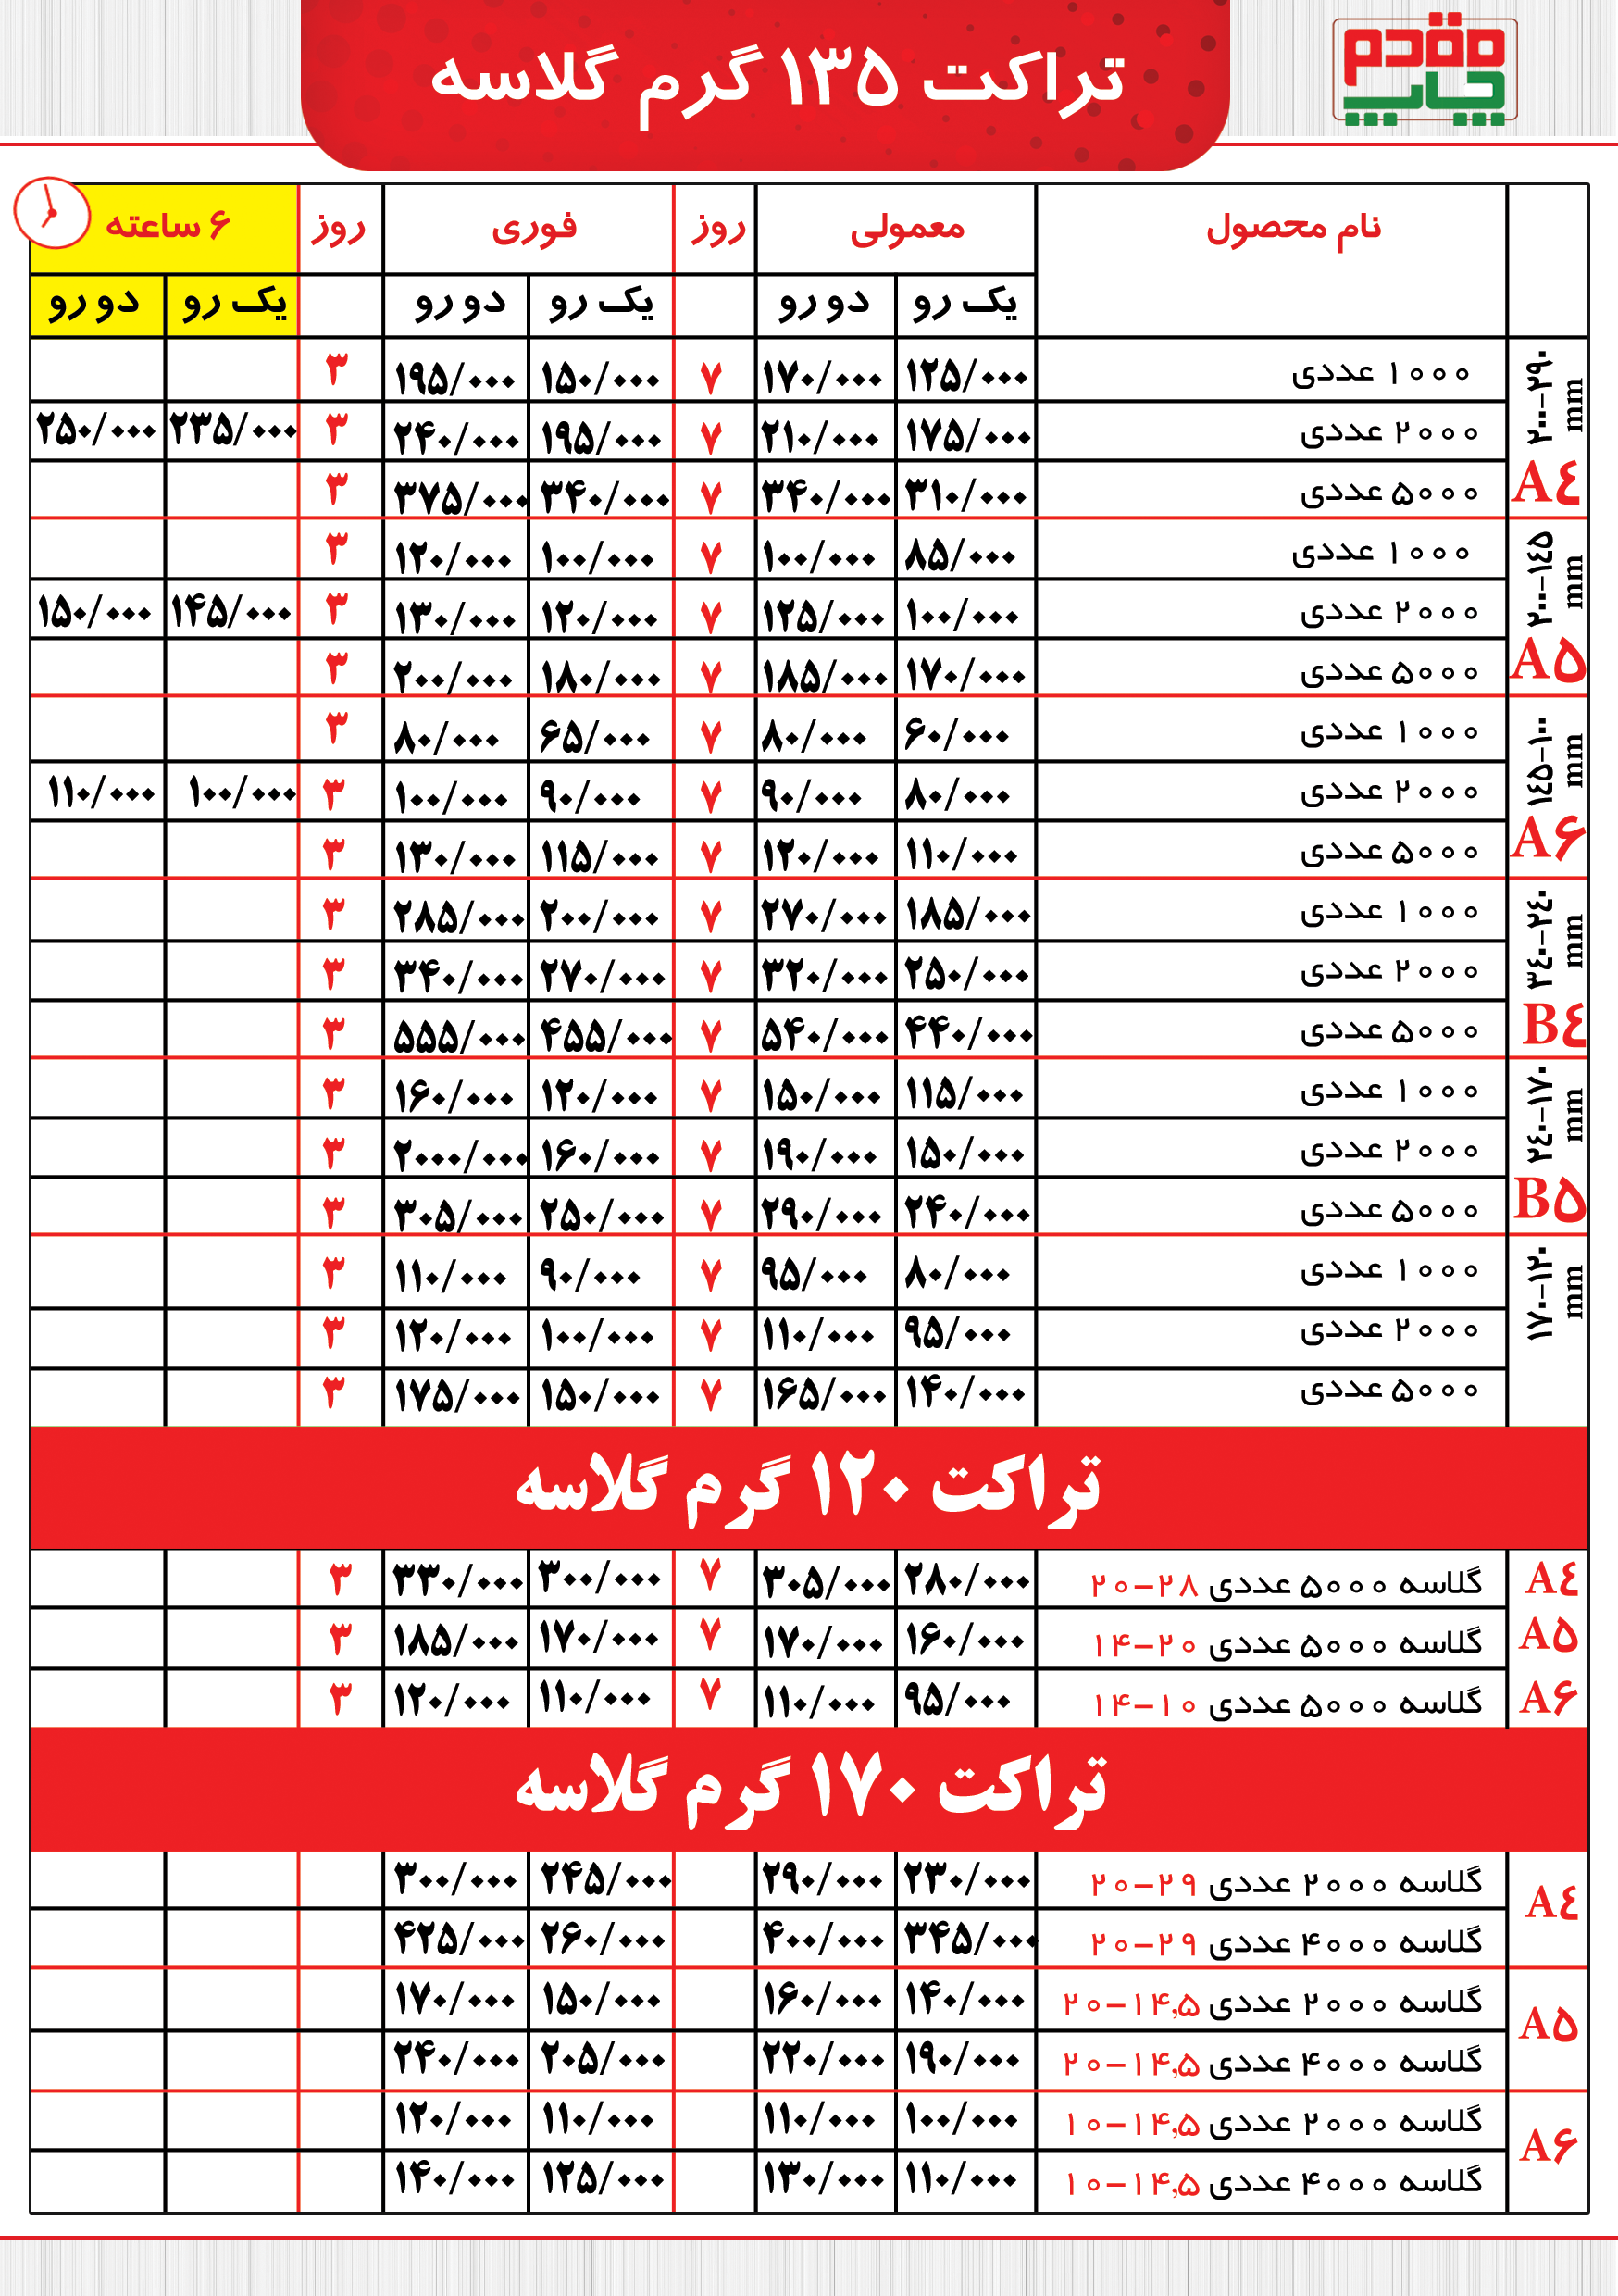 تراکت ۱۳۵ گرم گلاسه
مقدم
چاپ
نام محصول معمولی روز فوری روز ۶ ساعته
یک رو دو رو یک رو دو رو یک رو دو رو
۲۰۰-۲۹۰ mm A٤
۱۰۰۰ عددی ۱۲۵/۰۰۰ ۱۷۰/۰۰۰ ۷ ۱۵۰/۰۰۰ ۱۹۵/۰۰۰ ۳
۲۰۰۰ عددی ۱۷۵/۰۰۰ ۲۱۰/۰۰۰ ۷ ۱۹۵/۰۰۰ ۲۴۰/۰۰۰ ۳ ۲۳۵/۰۰۰ ۲۵۰/۰۰۰
۵۰۰۰ عددی ۳۱۰/۰۰۰ ۳۴۰/۰۰۰ ۷ ۳۴۰/۰۰۰ ۳۷۵/۰۰۰ ۳
۲۰۰-۱۴۵ mm A۵
۱۰۰۰ عددی ۸۵/۰۰۰ ۱۰۰/۰۰۰ ۷ ۱۰۰/۰۰۰ ۱۲۰/۰۰۰ ۳
۲۰۰۰ عددی ۱۰۰/۰۰۰ ۱۲۵/۰۰۰ ۷ ۱۲۰/۰۰۰ ۱۳۰/۰۰۰ ۳ ۱۴۵/۰۰۰ ۱۵۰/۰۰۰
۵۰۰۰ عددی ۱۷۰/۰۰۰ ۱۸۵/۰۰۰ ۷ ۱۸۰/۰۰۰ ۲۰۰/۰۰۰ ۳
۱۴۵-۱۰۰ mm A۶
۱۰۰۰ عددی ۶۰/۰۰۰ ۸۰/۰۰۰ ۷ ۶۵/۰۰۰ ۸۰/۰۰۰ ۳
۲۰۰۰ عددی ۸۰/۰۰۰ ۹۰/۰۰۰ ۷ ۹۰/۰۰۰ ۱۰۰/۰۰۰ ۳ ۱۰۰/۰۰۰ ۱۱۰/۰۰۰
۵۰۰۰ عددی ۱۱۰/۰۰۰ ۱۲۰/۰۰۰ ۷ ۱۱۵/۰۰۰ ۱۳۰/۰۰۰ ۳
۳٤۰-۲٤۰ mm B٤
۱۰۰۰ عددی ۱۸۵/۰۰۰ ۲۷۰/۰۰۰ ۷ ۲۰۰/۰۰۰ ۲۸۵/۰۰۰ ۳
۲۰۰۰ عددی ۲۵۰/۰۰۰ ۳۲۰/۰۰۰ ۷ ۲۷۰/۰۰۰ ۳۴۰/۰۰۰ ۳
۵۰۰۰ عددی ۴۴۰/۰۰۰ ۵۴۰/۰۰۰ ۷ ۴۵۵/۰۰۰ ۵۵۵/۰۰۰ ۳
۲٤۰-۱۷۰ mm B۵
۱۰۰۰ عددی ۱۱۵/۰۰۰ ۱۵۰/۰۰۰ ۷ ۱۲۰/۰۰۰ ۱۶۰/۰۰۰ ۳
۲۰۰۰ عددی ۱۵۰/۰۰۰ ۱۹۰/۰۰۰ ۷ ۱۶۰/۰۰۰ ۲۰۰۰/۰۰۰ ۳
۵۰۰۰ عددی ۲۴۰/۰۰۰ ۲۹۰/۰۰۰ ۷ ۲۵۰/۰۰۰ ۳۰۵/۰۰۰ ۳
۱۷۰-۱۲۰ mm
۱۰۰۰ عددی ۸۰/۰۰۰ ۹۵/۰۰۰ ۷ ۹۰/۰۰۰ ۱۱۰/۰۰۰ ۳
۲۰۰۰ عددی ۹۵/۰۰۰ ۱۱۰/۰۰۰ ۷ ۱۰۰/۰۰۰ ۱۲۰/۰۰۰ ۳
۵۰۰۰ عددی ۱۴۰/۰۰۰ ۱۶۵/۰۰۰ ۷ ۱۵۰/۰۰۰ ۱۷۵/۰۰۰ ۳
تراکت ۱۲۰ گرم گلاسه
A٤ گلاسه ۵۰۰۰ عددی ۲۸-۲۰ ۲۸۰/۰۰۰ ۳۰۵/۰۰۰ ۷ ۳۰۰/۰۰۰ ۳۳۰/۰۰۰ ۳
A۵ گلاسه ۵۰۰۰ عددی ۲۰-۱۴ ۱۶۰/۰۰۰ ۱۷۰/۰۰۰ ۷ ۱۷۰/۰۰۰ ۱۸۵/۰۰۰ ۳
A۶ گلاسه ۵۰۰۰ عددی ۱۰-۱۴ ۹۵/۰۰۰ ۱۱۰/۰۰۰ ۷ ۱۱۰/۰۰۰ ۱۲۰/۰۰۰ ۳
تراکت ۱۷۰ گرم گلاسه
A٤
گلاسه ۲۰۰۰ عددی ۲۹-۲۰ ۲۳۰/۰۰۰ ۲۹۰/۰۰۰ ۲۴۵/۰۰۰ ۳۰۰/۰۰۰
گلاسه ۴۰۰۰ عددی ۲۹-۲۰ ۳۴۵/۰۰۰ ۴۰۰/۰۰۰ ۲۶۰/۰۰۰ ۴۲۵/۰۰۰
A۵
گلاسه ۲۰۰۰ عددی ۱۴,۵-۲۰ ۱۴۰/۰۰۰ ۱۶۰/۰۰۰ ۱۵۰/۰۰۰ ۱۷۰/۰۰۰
گلاسه ۴۰۰۰ عددی ۱۴,۵-۲۰ ۱۹۰/۰۰۰ ۲۲۰/۰۰۰ ۲۰۵/۰۰۰ ۲۴۰/۰۰۰
A۶
گلاسه ۲۰۰۰ عددی ۱۴,۵-۱۰ ۱۰۰/۰۰۰ ۱۱۰/۰۰۰ ۱۱۰/۰۰۰ ۱۲۰/۰۰۰
گلاسه ۴۰۰۰ عددی ۱۴,۵-۱۰ ۱۱۰/۰۰۰ ۱۳۰/۰۰۰ ۱۲۵/۰۰۰ ۱۴۰/۰۰۰